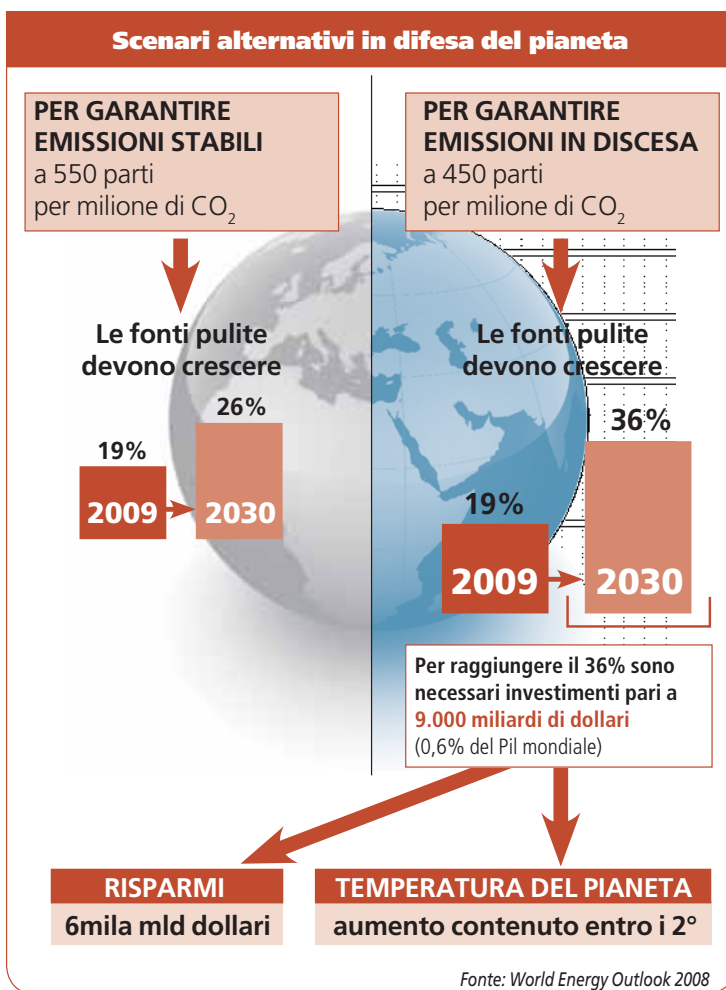 Scenari alternativi in difesa del pianeta
PER GARANTIRE
EMISSIONI STABILI
a 550 parti
per milione di CO₂
Le fonti pulite
devono crescere
19%
26%
2009
2030
PER GARANTIRE
EMISSIONI IN DISCESA
a 450 parti
per milione di CO₂
Le fonti pulite
devono crescere
19%
36%
2009
2030
Per raggiungere il 36% sono
necessari investimenti pari a
9.000 miliardi di dollari
(0,6% del Pil mondiale)
RISPARMI
6mila mld dollari
TEMPERATURA DEL PIANETA
aumento contenuto entro i 2°
Fonte: World Energy Outlook 2008